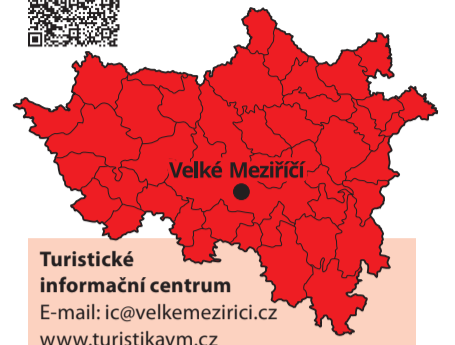 Velké Meziříčí
Turistické
informační centrum
E-mail: ic@velkemezirici.cz
www.turistikavm.cz